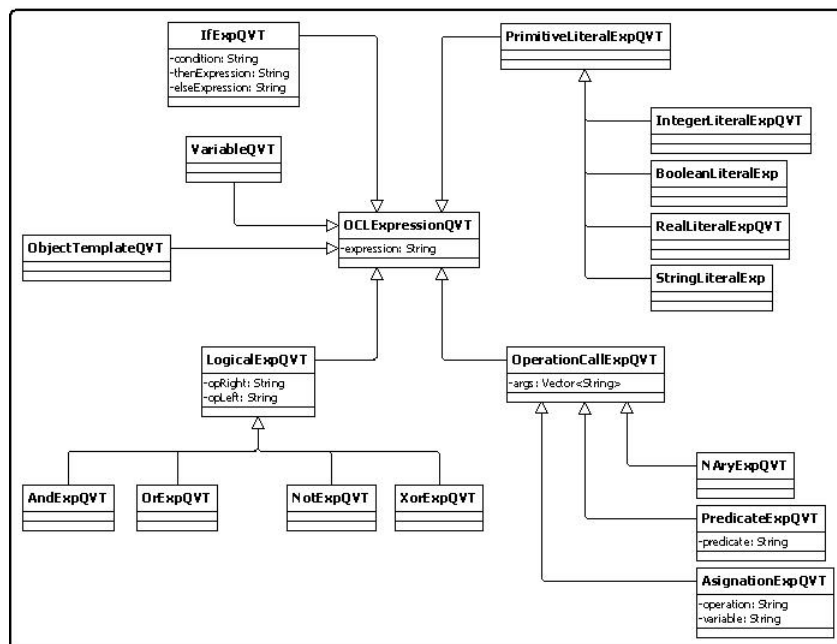 IfExpQVT
-condition: String
-thenExpression: String
-elseExpression: String
PrimitiveLiteralExpQVT
IntegerLiteralExpQVT
VariableQVT
BooleanLiteralExp
OCLExpressionQVT
-expression: String
RealLiteralExpQVT
ObjectTemplateQVT
StringLiteralExp
LogicalExpQVT
-opRight: String
-opLeft: String
OperationCallExpQVT
-args: Vector<String>
NAryExpQVT
AndExpQVT
OrExpQVT
NotExpQVT
XorExpQVT
PredicateExpQVT
-predicate: String
AsignationExpQVT
-operation: String
-variable: String